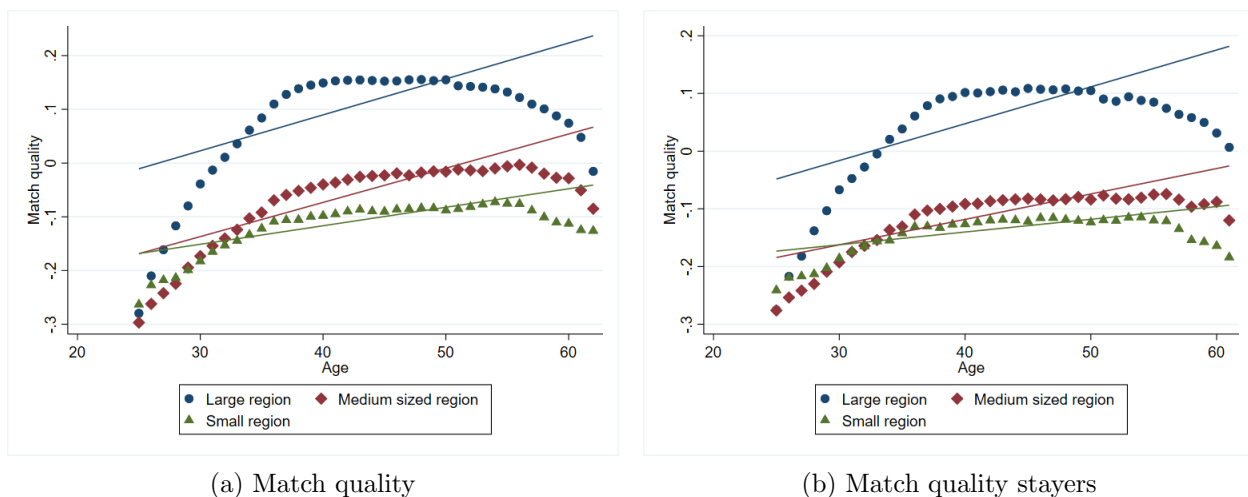 .2
.1
0
-.1
-.2
-.3
Match quality
20 30 40 50 60
Age
Large region Medium sized region
Small region
(a) Match quality
.2
.1
0
-.1
-.2
-.3
Match quality
20 30 40 50 60
Age
Large region Medium sized region
Small region
(b) Match quality stayers